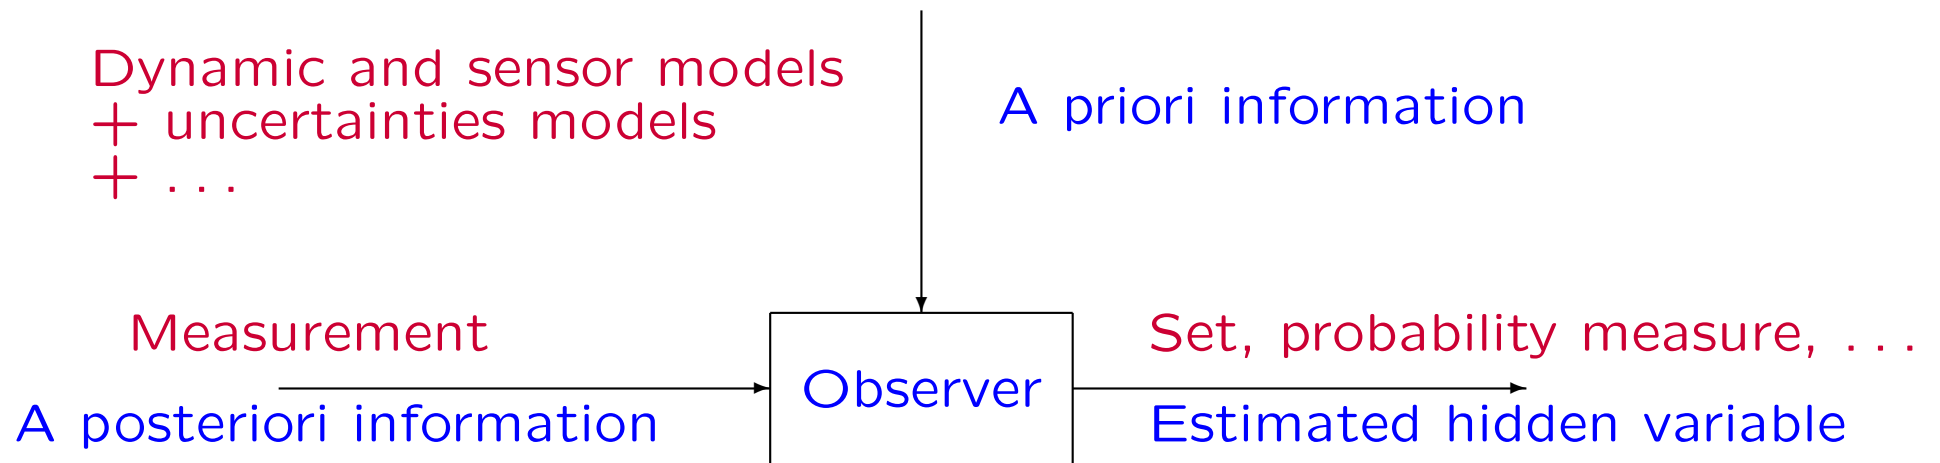 Dynamic and sensor models
+ uncertainties models
+ . . .
A priori information
Measurement
A posteriori information
Observer
Set, probability measure, . . .
Estimated hidden variable